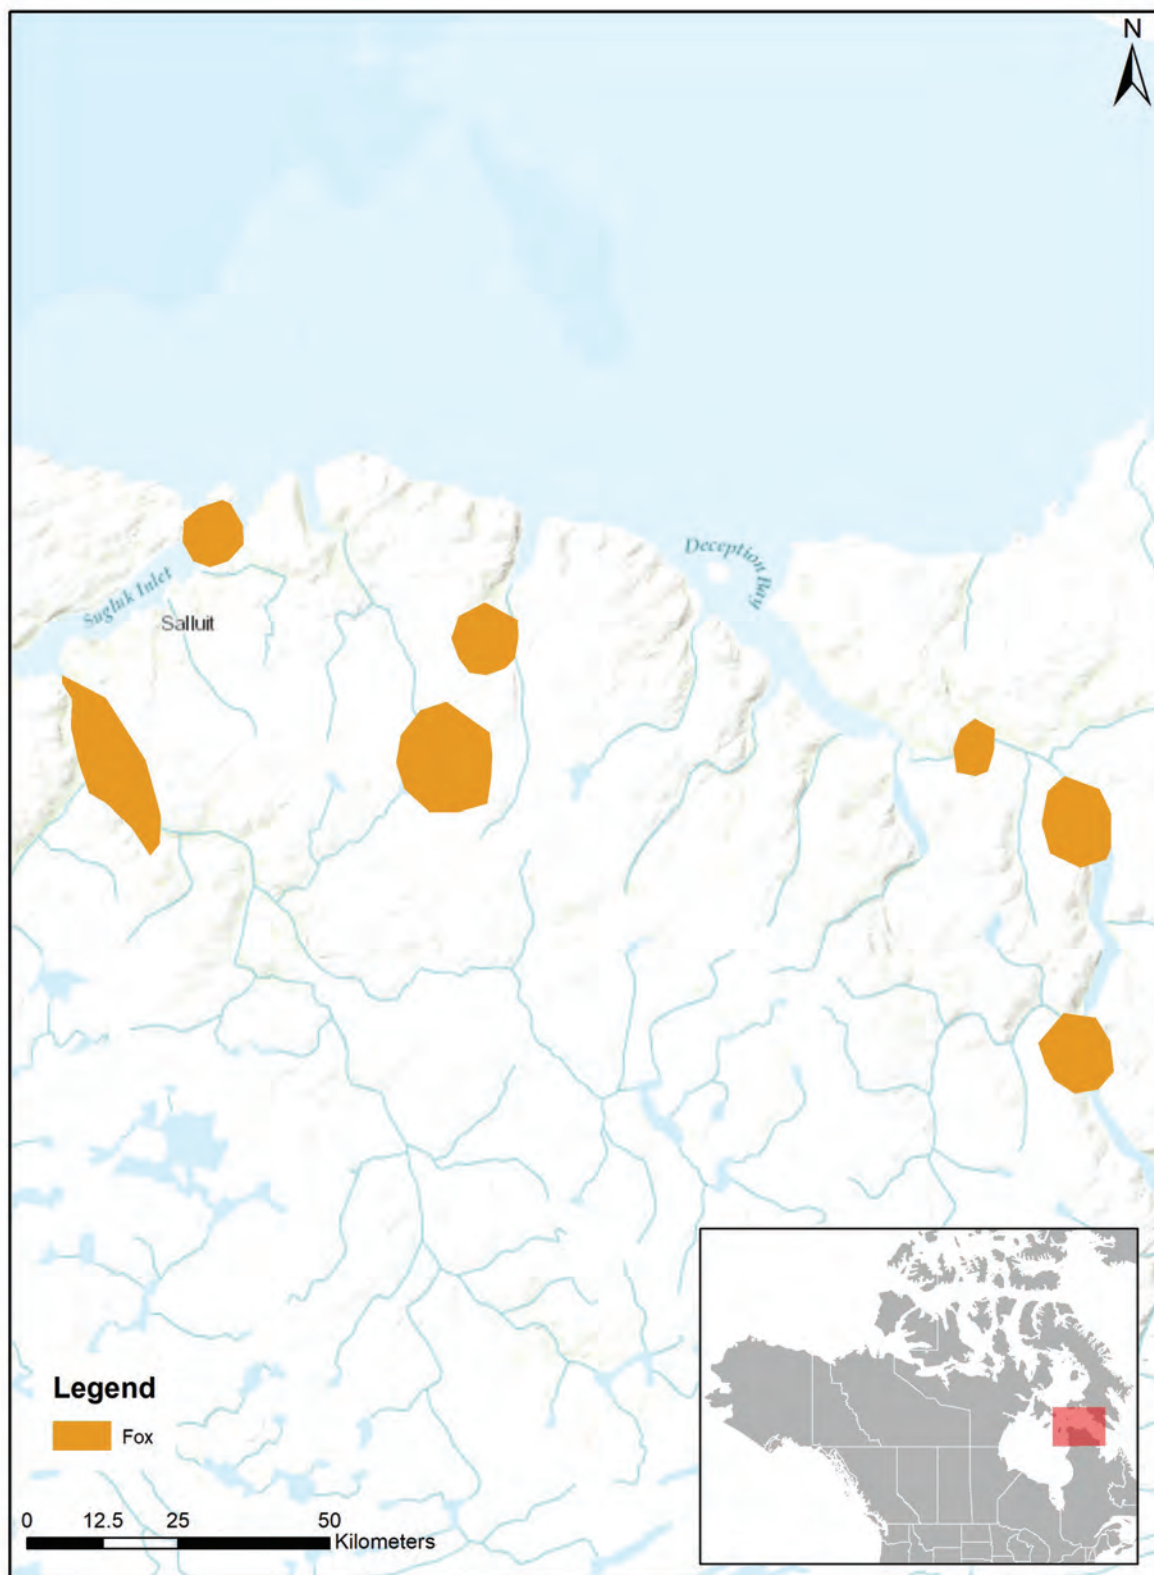 N
Deception Bay
Sugluk Inlet
Salluit
Legend
Fox
0 12.5 25 50
Kilometers